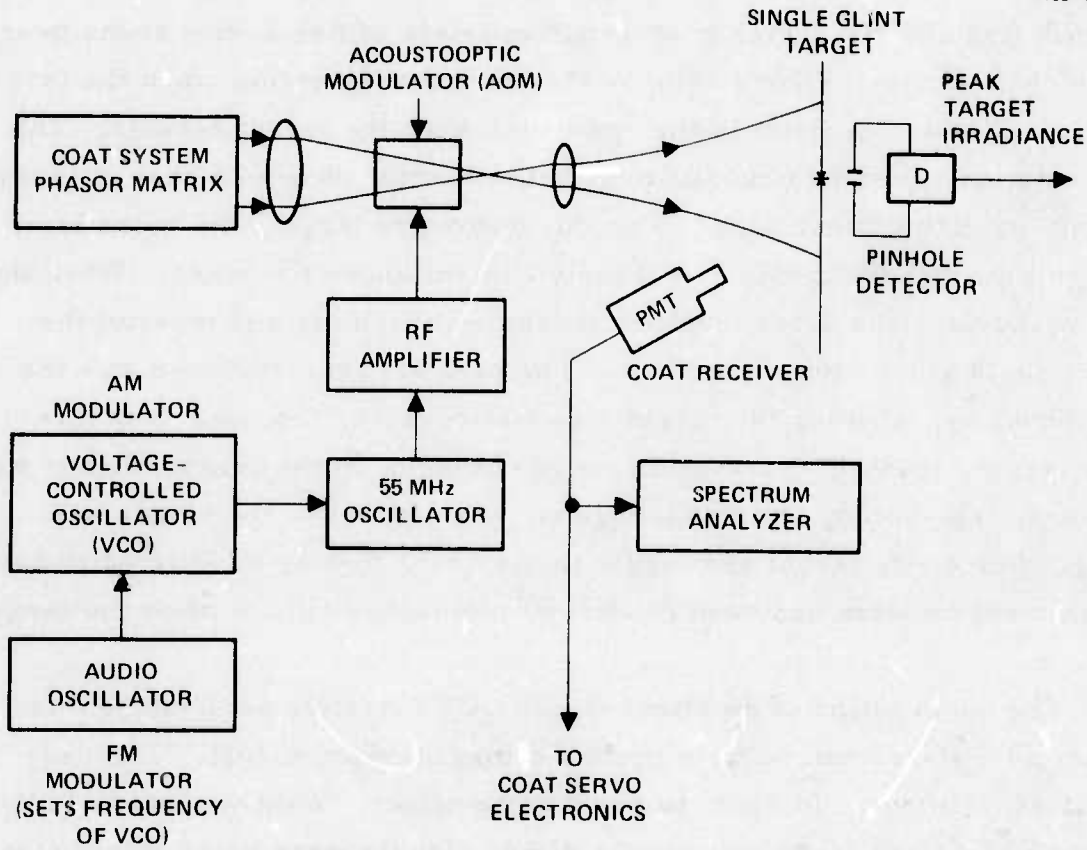 SINGLE GLINT
TARGET
ACOUSTOOPTIC
MODULATOR (AOM)
PEAK
TARGET
IRRADIANCE
COAT SYSTEM
PHASOR MATRIX
D
PINHOLE
DETECTOR
PMT
RF
AMPLIFIER
COAT RECEIVER
AM
MODULATOR
VOLTAGE-
CONTROLLED
OSCILLATOR
(VCO)
55 MHz
OSCILLATOR
SPECTRUM
ANALYZER
AUDIO
OSCILLATOR
FM
MODULATOR
(SETS FREQUENCY
OF VCO)
TO
COAT SERVO
ELECTRONICS